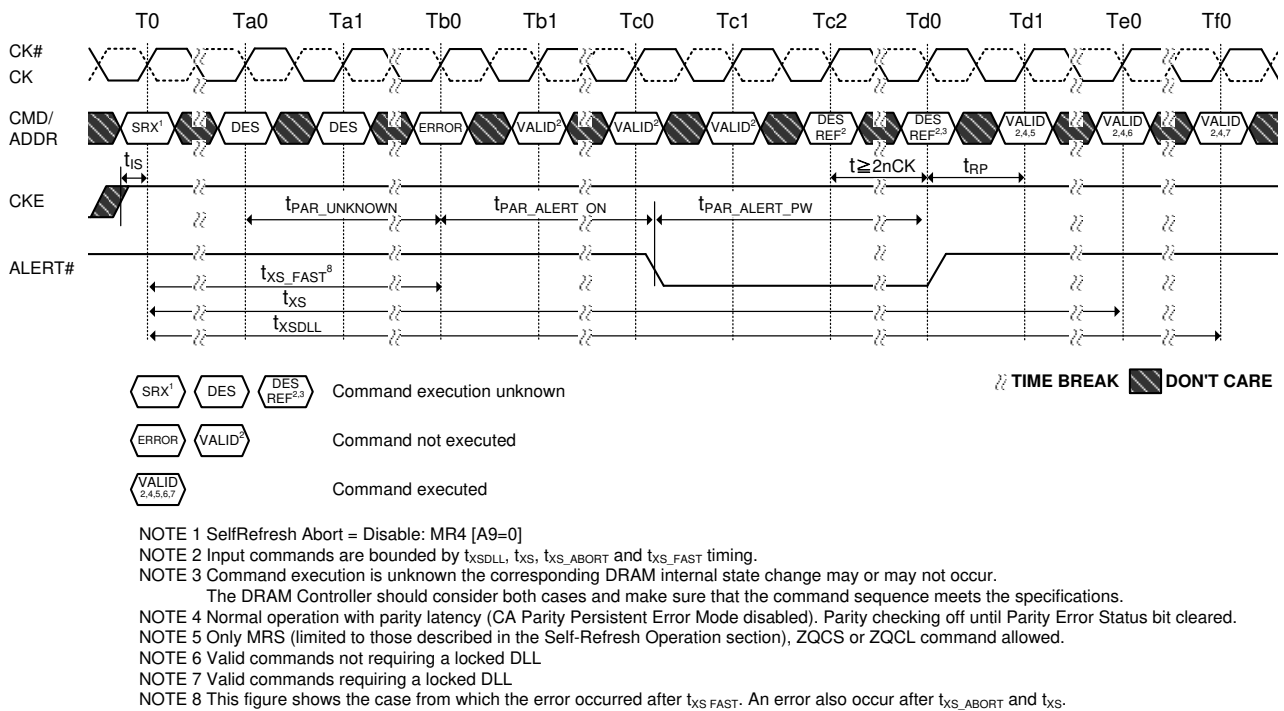 T0 Ta0 Ta1 Tb0 Tb1 Tc0 Tc1 Tc2 Td0 Td1 Te0 Tf0
CK#
CK
CMD/
ADDR
SRX1 DES DES ERROR VALID2 VALID2 VALID2 DES REF2 DES REF2,3 VALID 2,4,5 VALID 2,4,6 VALID 2,4,7
tIS t≧2nCK tRP
CKE
tPAR_UNKNOWN tPAR_ALERT_ON tPAR_ALERT_PW
ALERT#
tXS_FAST8
tXS
tXSDLL
SRX1 DES DES REF2,3 Command execution unknown
TIME BREAK DON'T CARE
ERROR VALID2 Command not executed
VALID 2,4,5,6,7 Command executed
NOTE 1 SelfRefresh Abort = Disable: MR4 [A9=0]
NOTE 2 Input commands are bounded by tXSDLL, tXS, tXS_ABORT and tXS_FAST timing.
NOTE 3 Command execution is unknown the corresponding DRAM internal state change may or may not occur.
The DRAM Controller should consider both cases and make sure that the command sequence meets the specifications.
NOTE 4 Normal operation with parity latency (CA Parity Persistent Error Mode disabled). Parity checking off until Parity Error Status bit cleared.
NOTE 5 Only MRS (limited to those described in the Self-Refresh Operation section), ZQCS or ZQCL command allowed.
NOTE 6 Valid commands not requiring a locked DLL
NOTE 7 Valid commands requiring a locked DLL
NOTE 8 This figure shows the case from which the error occurred after tXS FAST. An error also occur after tXS_ABORT and tXS.